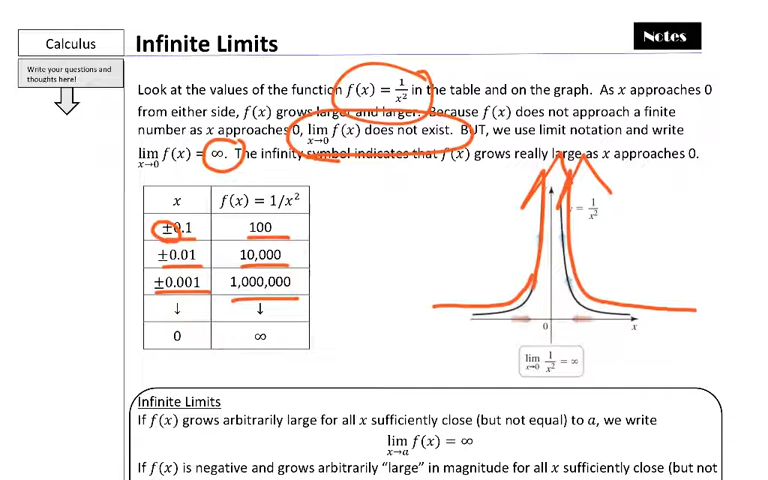 Calculus
Infinite Limits
Notes
Write your questions and
thoughts here!
Look at the values of the function f(x) = 1/x² in the table and on the graph. As x approaches 0
from either side, f(x) grows larger and larger. Because f(x) does not approach a finite
number as x approaches 0, lim x→0 f(x) does not exist. BUT, we use limit notation and write
lim x→0 f(x) = ∞. The infinity symbol indicates that f(x) grows really large as x approaches 0.
x f(x) = 1/x²
±0.1 100
±0.01 10,000
±0.001 1,000,000
↓ ↓
0 ∞
= 1/x²
0 x
lim x→0 1/x² = ∞
Infinite Limits
If f(x) grows arbitrarily large for all x sufficiently close (but not equal) to a, we write
lim x→a f(x) = ∞
If f(x) is negative and grows arbitrarily "large" in magnitude for all x sufficiently close (but not